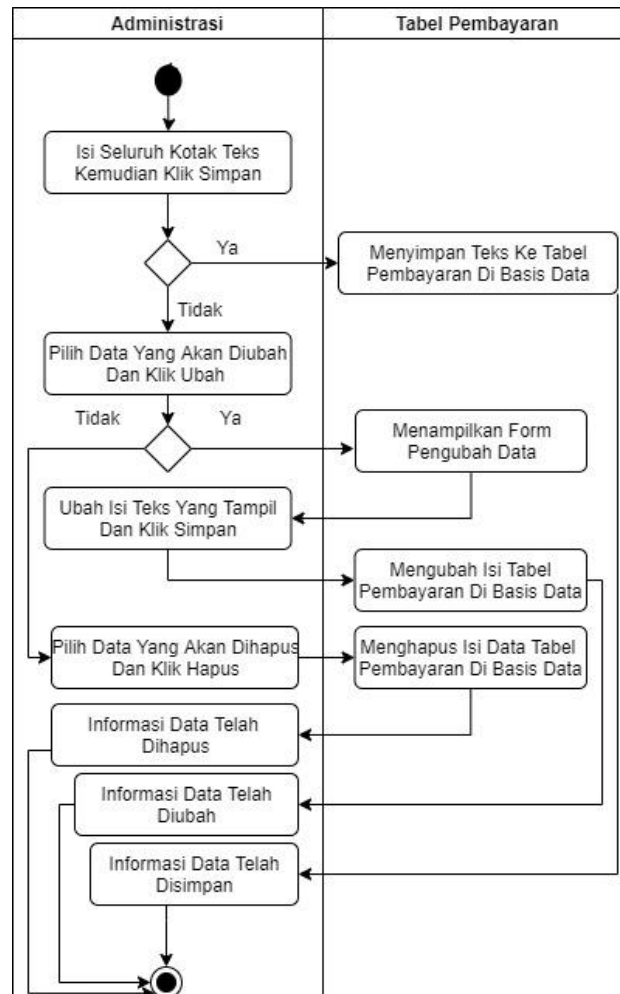 Administrasi
Tabel Pembayaran
Isi Seluruh Kotak Teks
Kemudian Klik Simpan
Ya
Menyimpan Teks Ke Tabel
Pembayaran Di Basis Data
Tidak
Pilih Data Yang Akan Diubah
Dan Klik Ubah
Tidak
Ya
Menampilkan Form
Pengubah Data
Ubah Isi Teks Yang Tampil
Dan Klik Simpan
Mengubah Isi Tabel
Pembayaran Di Basis Data
Pilih Data Yang Akan Dihapus
Dan Klik Hapus
Menghapus Isi Data Tabel
Pembayaran Di Basis Data
Informasi Data Telah
Dihapus
Informasi Data Telah
Diubah
Informasi Data Telah
Disimpan